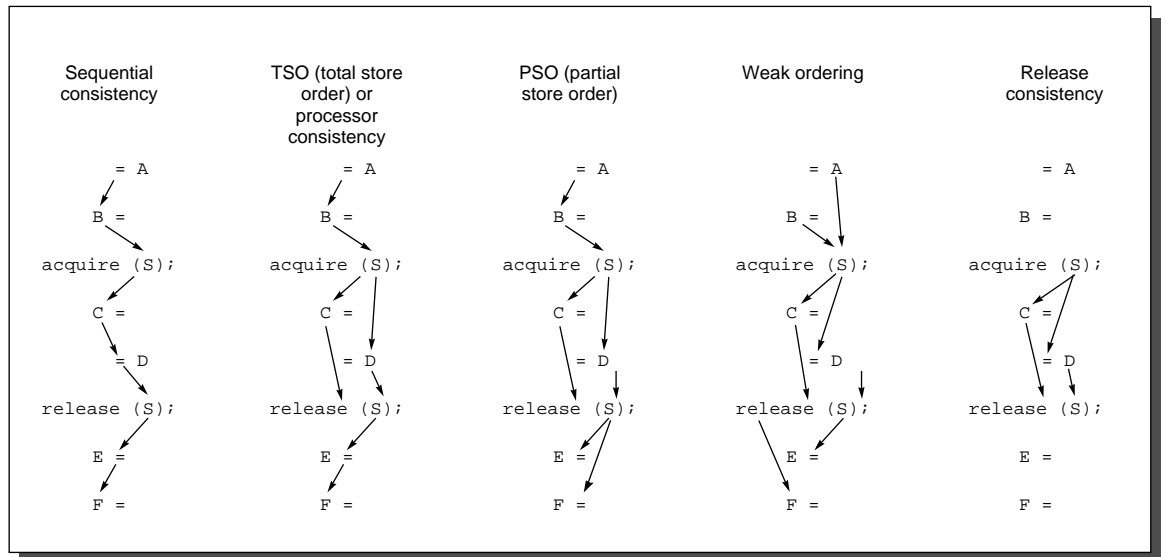 Sequential
consistency
= A
B =
acquire (S);
C =
= D
release (S);
E =
F =
TSO (total store
order) or
processor
consistency
= A
B =
acquire (S);
C =
= D
release (S);
E =
F =
PSO (partial
store order)
= A
B =
acquire (S);
C =
= D
release (S);
E =
F =
Weak ordering
= A
B =
acquire (S);
C =
= D
release (S);
E =
F =
Release
consistency
= A
B =
acquire (S);
C =
= D
release (S);
E =
F =